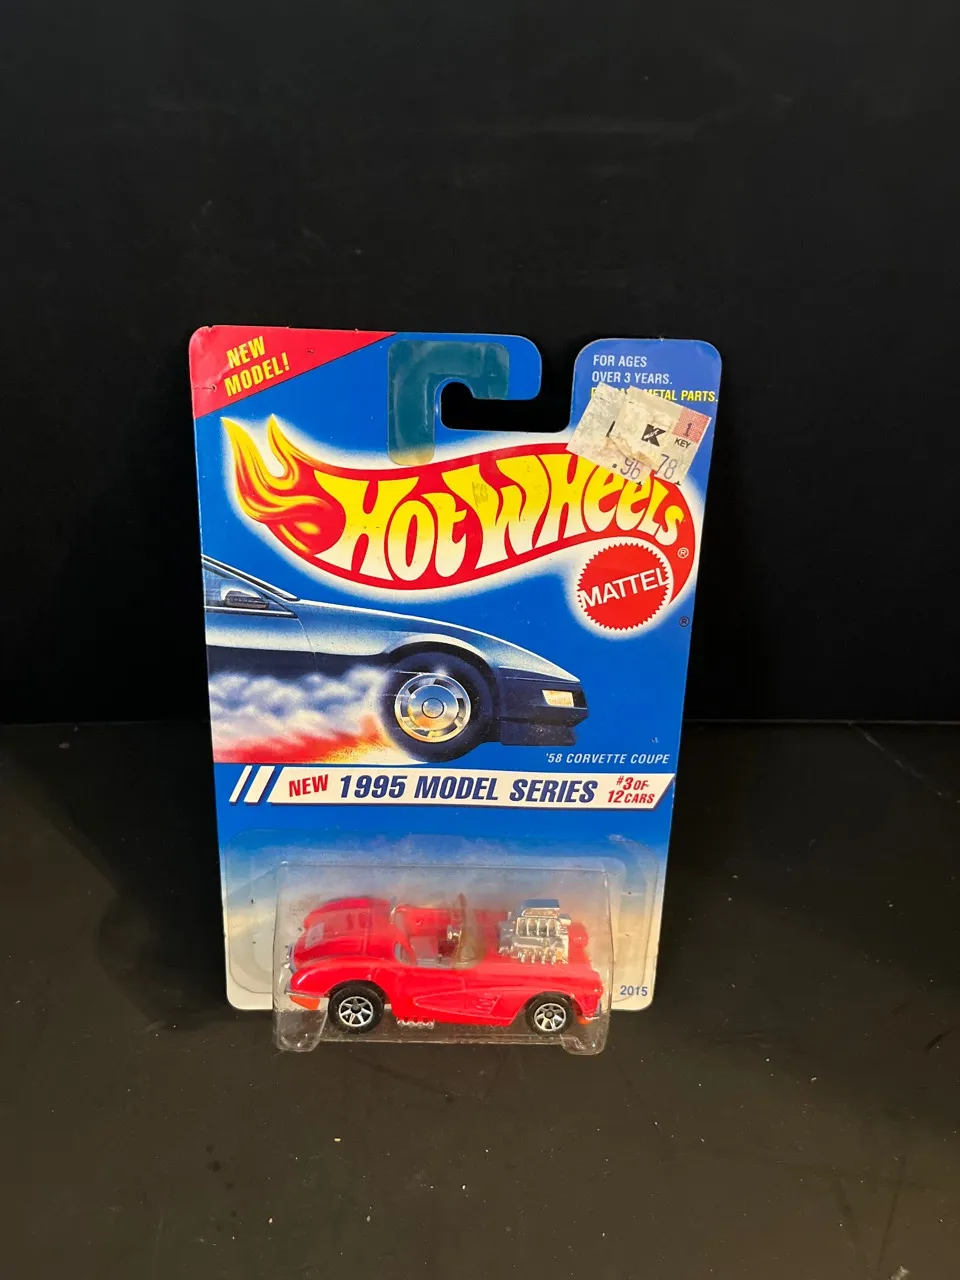 NEW
MODEL!
FOR AGES
OVER 3 YEARS.
METAL PARTS.
K
1
KEY
.96 78
HOT WHEELS
®
MATTEL
®
'58 CORVETTE COUPE
NEW 1995 MODEL SERIES #3 OF
12 CARS
2015